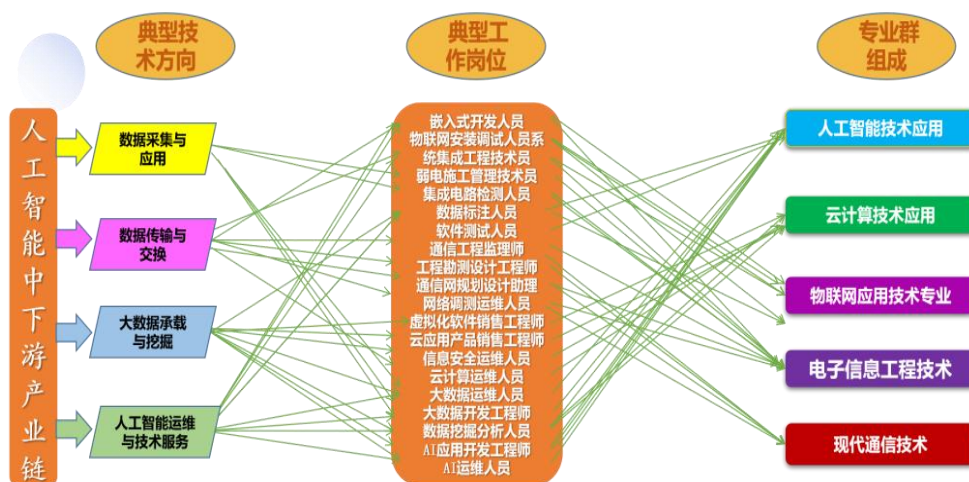 典型技
术方向
典型工
作岗位
专业群
组成
人工智能中下游产业链
数据采集与
应用
数据传输与
交换
大数据承载
与挖掘
人工智能运维
与技术服务
嵌入式开发人员
物联网安装调试人员系
统集成工程技术员
弱电施工管理技术员
集成电路检测人员
数据标注人员
软件测试人员
通信工程监理师
工程勘测设计工程师
通信网规划设计助理
网络调测运维人员
虚拟化软件销售工程师
云应用产品销售工程师
信息安全运维人员
云计算运维人员
大数据运维人员
大数据开发工程师
数据挖掘分析人员
AI应用开发工程师
AI运维人员
人工智能技术应用
云计算技术应用
物联网应用技术专业
电子信息工程技术
现代通信技术